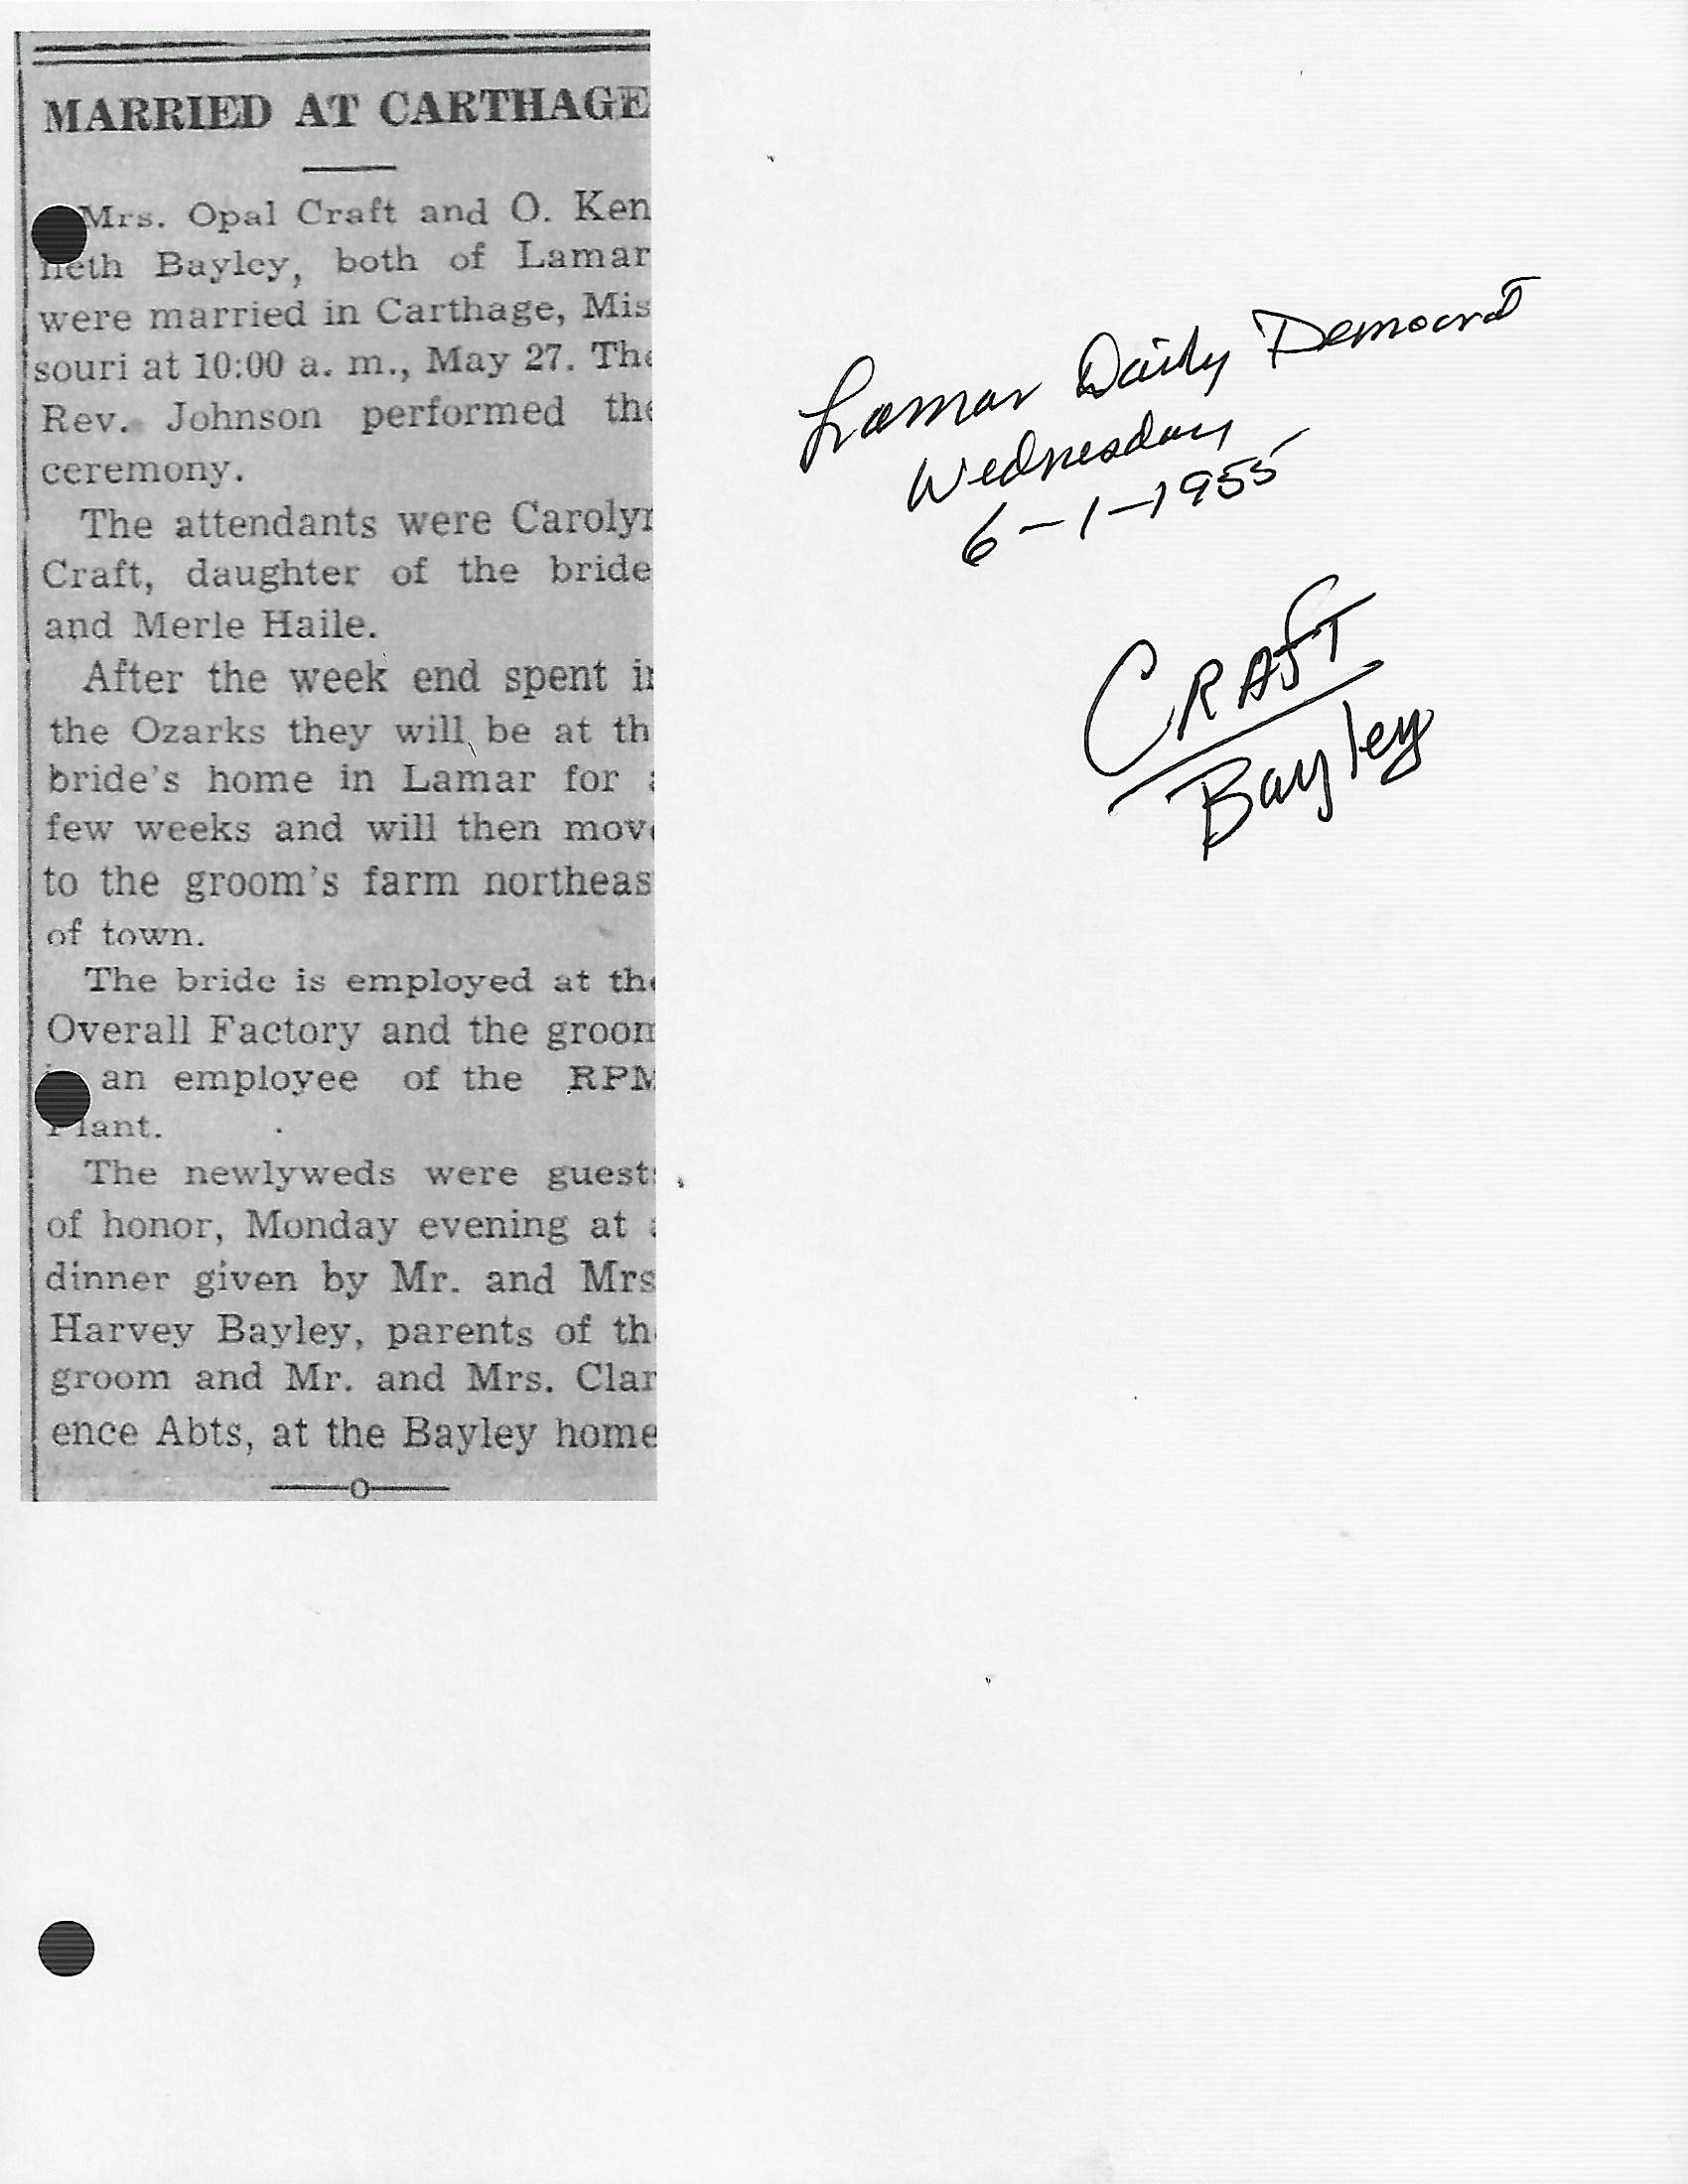 MARRIED AT CARTHAGE
Mrs. Opal Craft and O. Ken
neth Bayley, both of Lamar
were married in Carthage, Mis
souri at 10:00 a. m., May 27. The
Rev. Johnson performed the
ceremony.
The attendants were Carolyn
Craft, daughter of the bride
and Merle Haile.
After the week end spent in
the Ozarks they will be at th
bride's home in Lamar for a
few weeks and will then move
to the groom's farm northeas
of town.
The bride is employed at the
Overall Factory and the groom
an employee of the RPM
Plant.
The newlyweds were guests
of honor, Monday evening at a
dinner given by Mr. and Mrs
Harvey Bayley, parents of th
groom and Mr. and Mrs. Clar
ence Abts, at the Bayley home
Lamar Daily Democrat
Wednesday
6-1-1955
CRAfT
Bayley